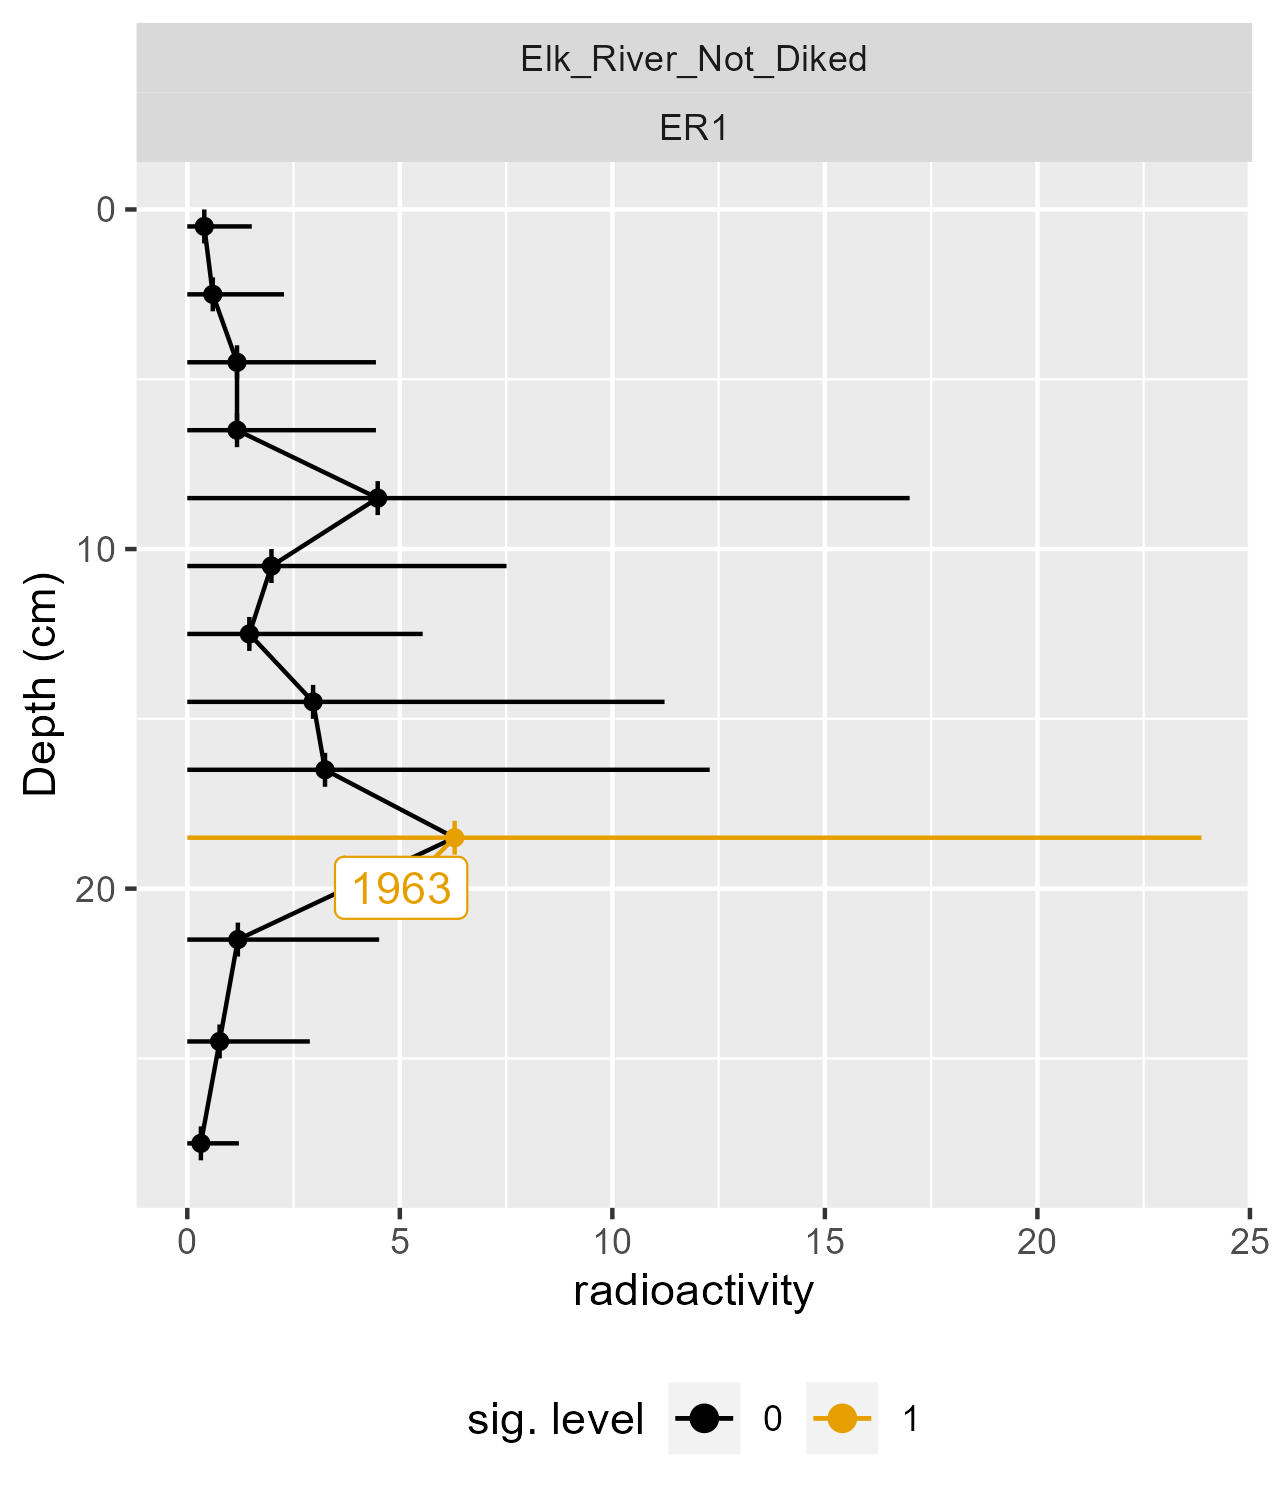 Elk_River_Not_Diked
ER1
0
10
20
Depth (cm)
1963
0 5 10 15 20 25
radioactivity
sig. level 0 1